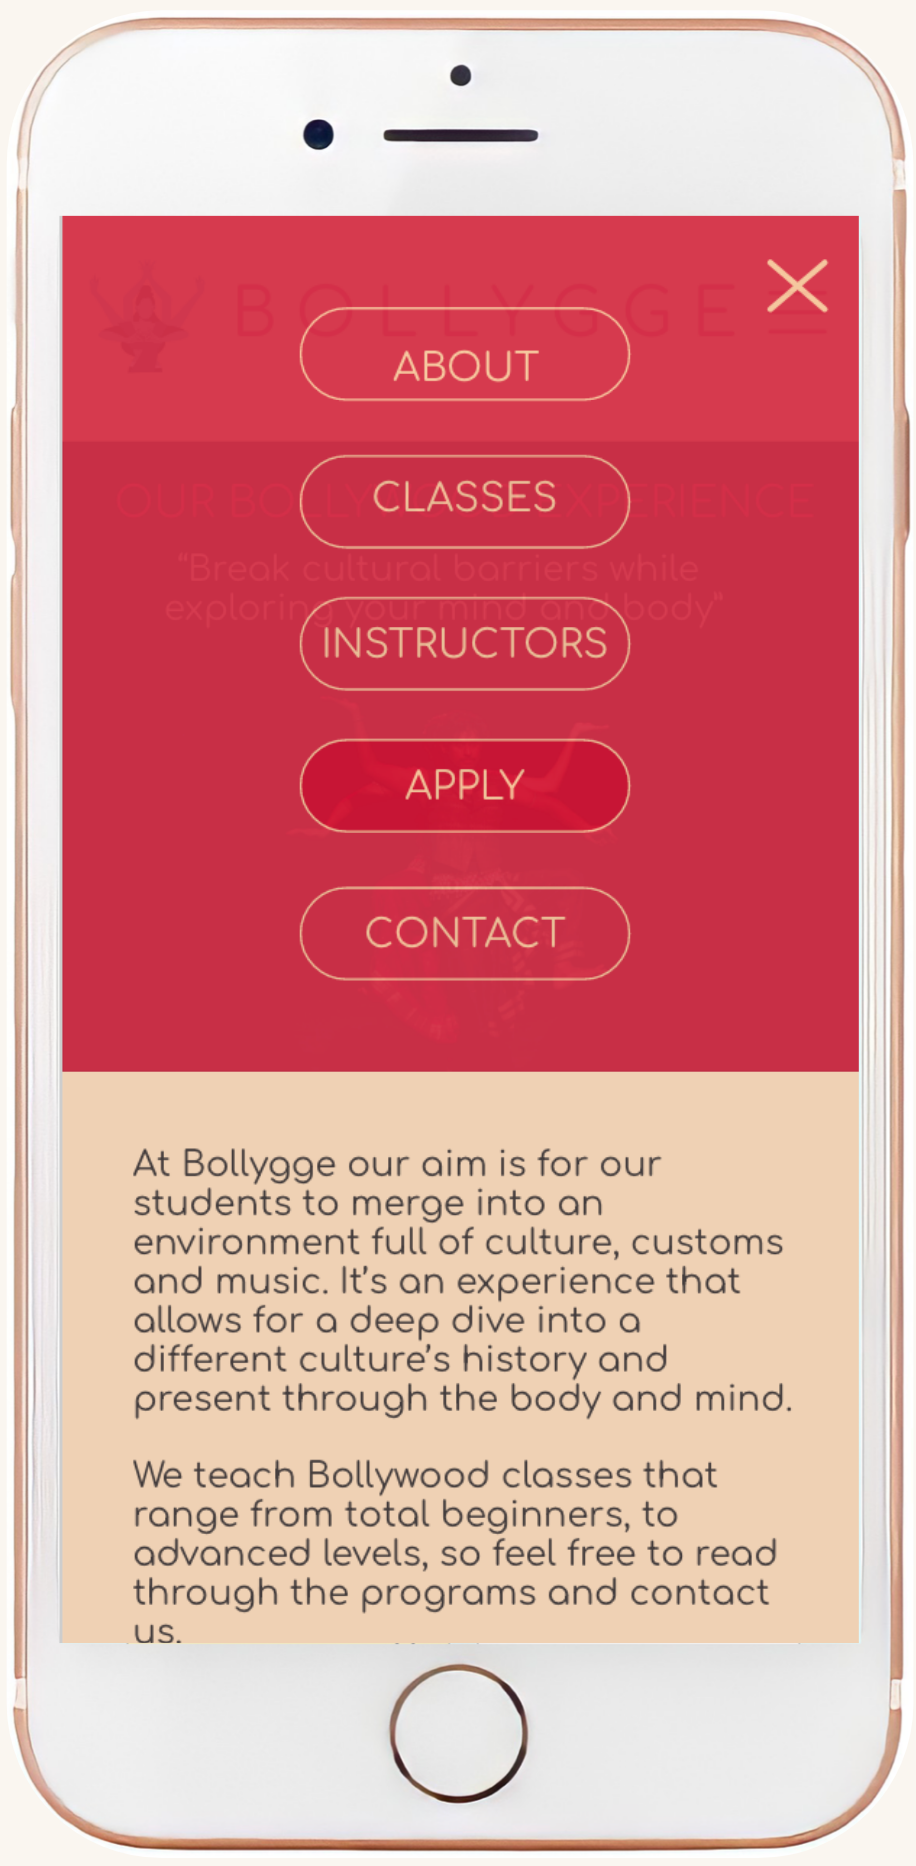 BOLLYGGE
ABOUT
OUR BOLLY XPERIENCE
CLASSES
“Break cultural barriers while
exploring your mind and body”
INSTRUCTORS
APPLY
CONTACT
At Bollygge our aim is for our
students to merge into an
environment full of culture, customs
and music. It’s an experience that
allows for a deep dive into a
different culture’s history and
present through the body and mind.
We teach Bollywood classes that
range from total beginners, to
advanced levels, so feel free to read
through the programs and contact
us.